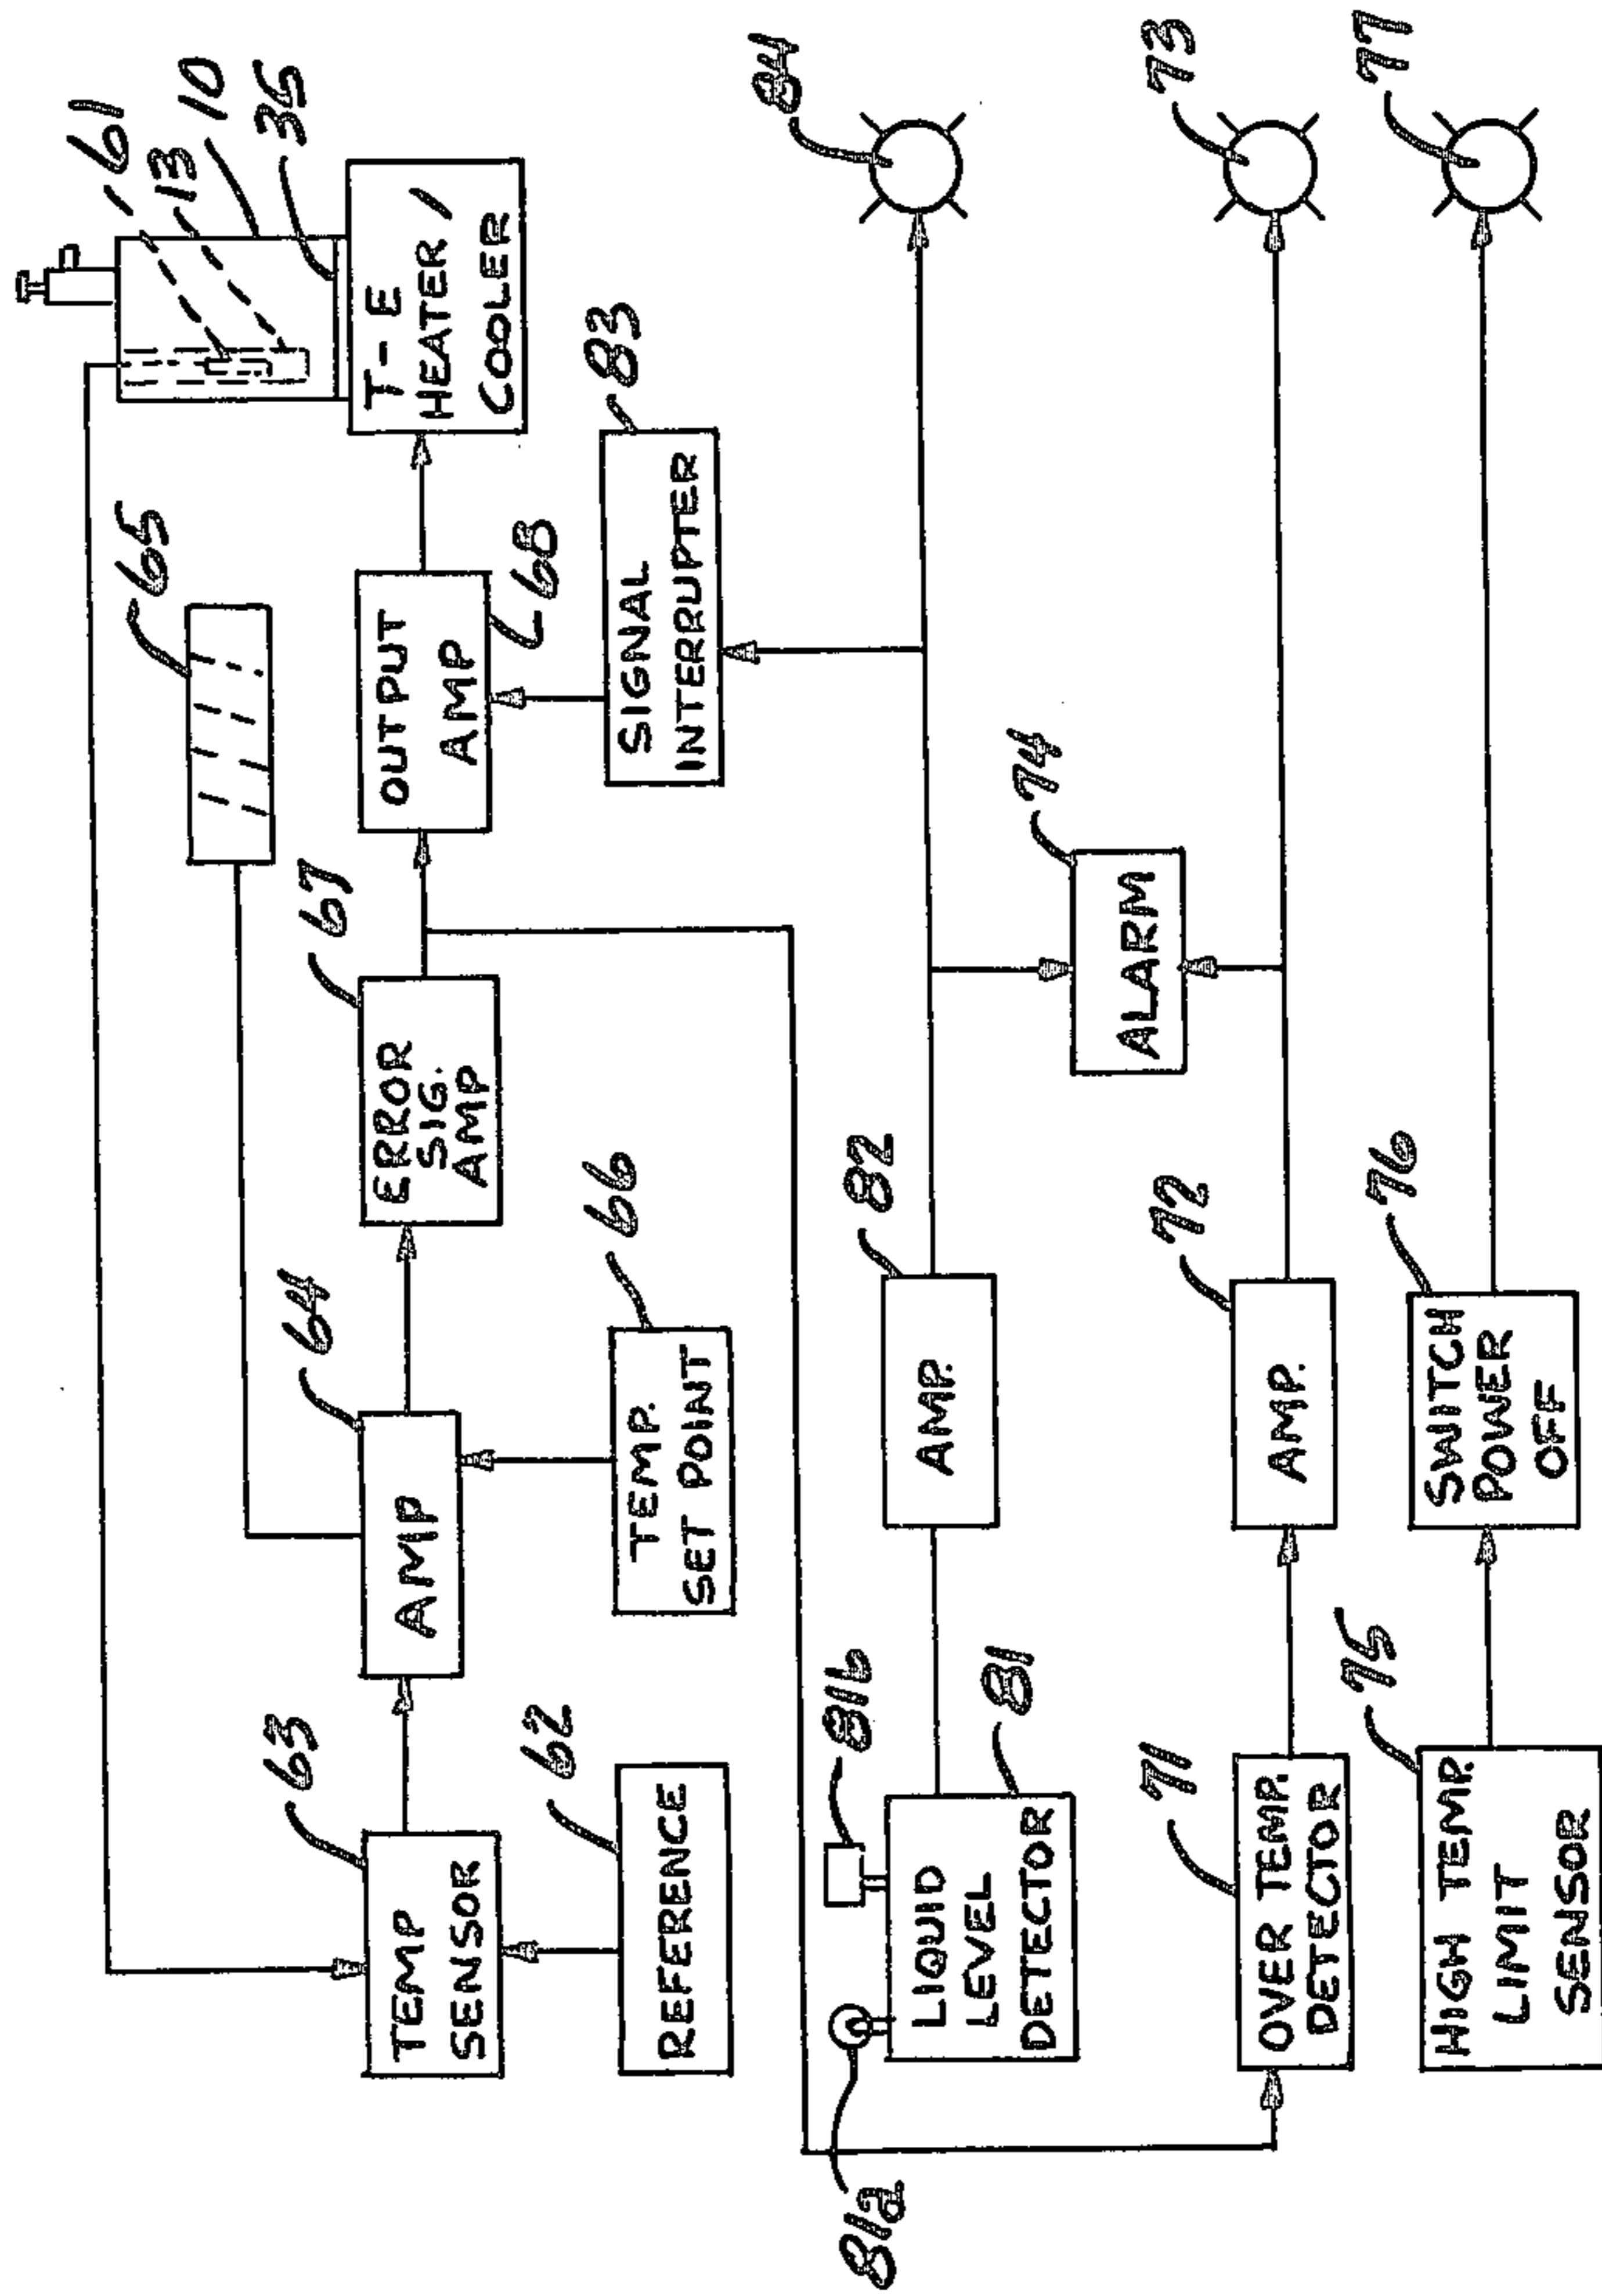 61
13
10
35
65
T-E
HEATER /
COOLER
63
64
67
TEMP
SENSOR
AMP
ERROR
SIG.
AMP
OUTPUT
AMP
68
62
66
83
REFERENCE
TEMP.
SET POINT
SIGNAL
INTERRUPTER
81a
81b
82
84
LIQUID
LEVEL
DETECTOR
81
AMP.
74
ALARM
71
72
73
OVER TEMP.
DETECTOR
AMP.
75
76
77
HIGH TEMP.
LIMIT
SENSOR
SWITCH
POWER
OFF